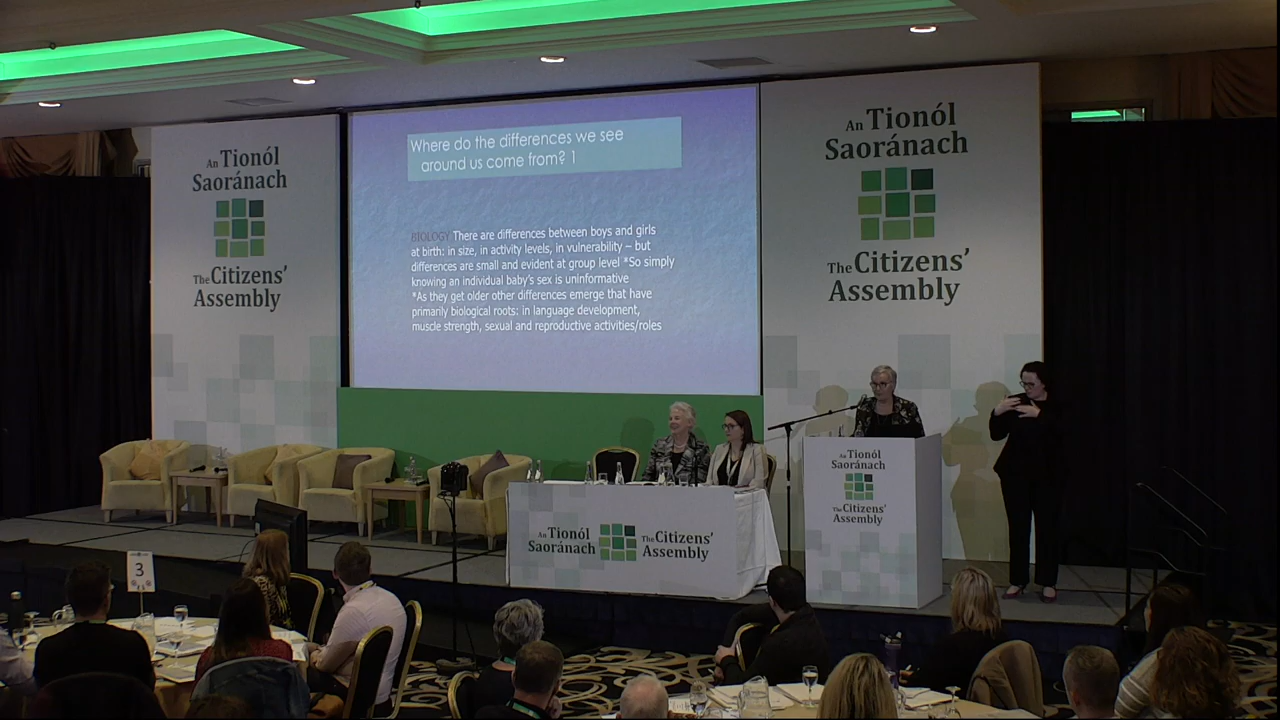 An Tionól
Saoránach
The Citizens'
Assembly
Where do the differences we see
around us come from? 1
BIOLOGY There are differences between boys and girls
at birth: in size, in activity levels, in vulnerability – but
differences are small and evident at group level *So simply
knowing an individual baby's sex is uninformative
*As they get older other differences emerge that have
primarily biological roots: in language development,
muscle strength, sexual and reproductive activities/roles
An Tionól
Saoránach
The Citizens'
Assembly
An Tionól
Saoránach
The Citizens'
Assembly
An Tionól
Saoránach
The Citizens'
Assembly
3